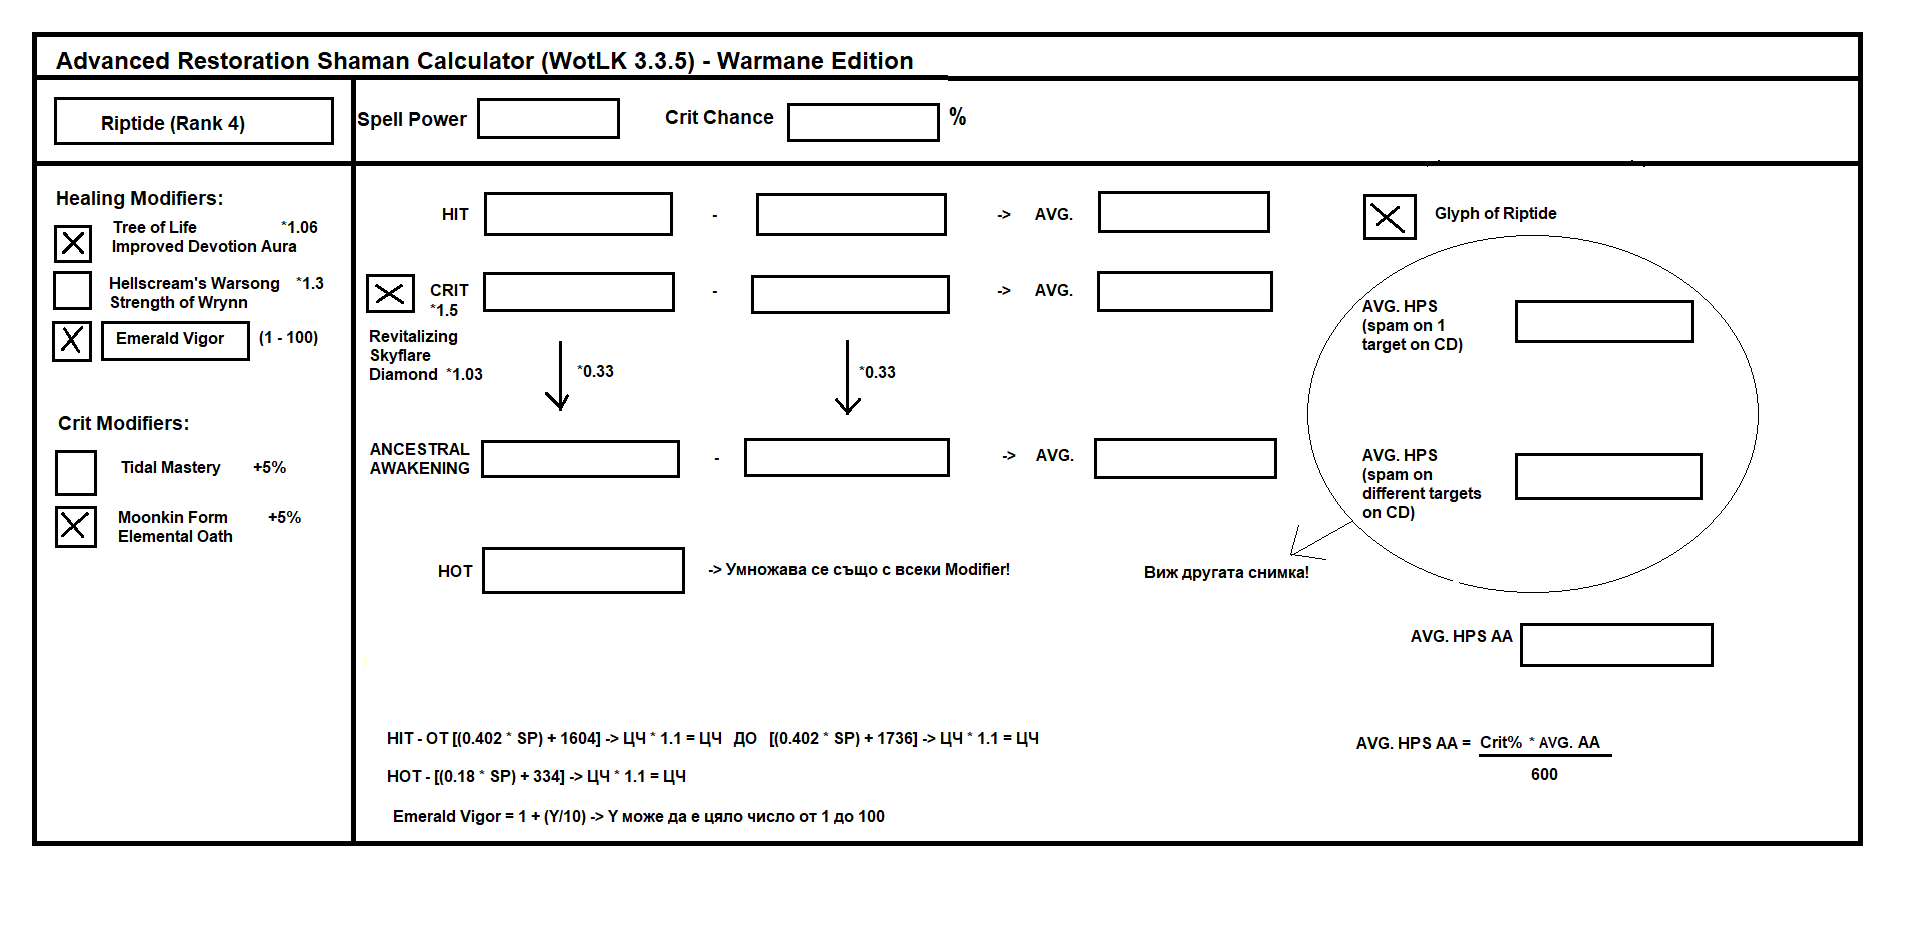 Advanced Restoration Shaman Calculator (WotLK 3.3.5) - Warmane Edition
Riptide (Rank 4)
Spell Power
Crit Chance
%
Healing Modifiers:
Tree of Life *1.06
Improved Devotion Aura
Hellscream's Warsong *1.3
Strength of Wrynn
Emerald Vigor (1 - 100)
Crit Modifiers:
Tidal Mastery +5%
Moonkin Form +5%
Elemental Oath
HIT - -> AVG.
CRIT - -> AVG.
*1.5
Revitalizing
Skyflare
Diamond *1.03
*0.33
*0.33
ANCESTRAL
AWAKENING - -> AVG.
HOT -> Умножава се също с всеки Modifier!
Glyph of Riptide
AVG. HPS
(spam on 1
target on CD)
AVG. HPS
(spam on
different targets
on CD)
Виж другата снимка!
AVG. HPS AA
HIT - ОТ [(0.402 * SP) + 1604] -> ЦЧ * 1.1 = ЦЧ ДО [(0.402 * SP) + 1736] -> ЦЧ * 1.1 = ЦЧ
HOT - [(0.18 * SP) + 334] -> ЦЧ * 1.1 = ЦЧ
Emerald Vigor = 1 + (Y/10) -> Y може да е цяло число от 1 до 100
AVG. HPS AA = Crit% * AVG. AA
600